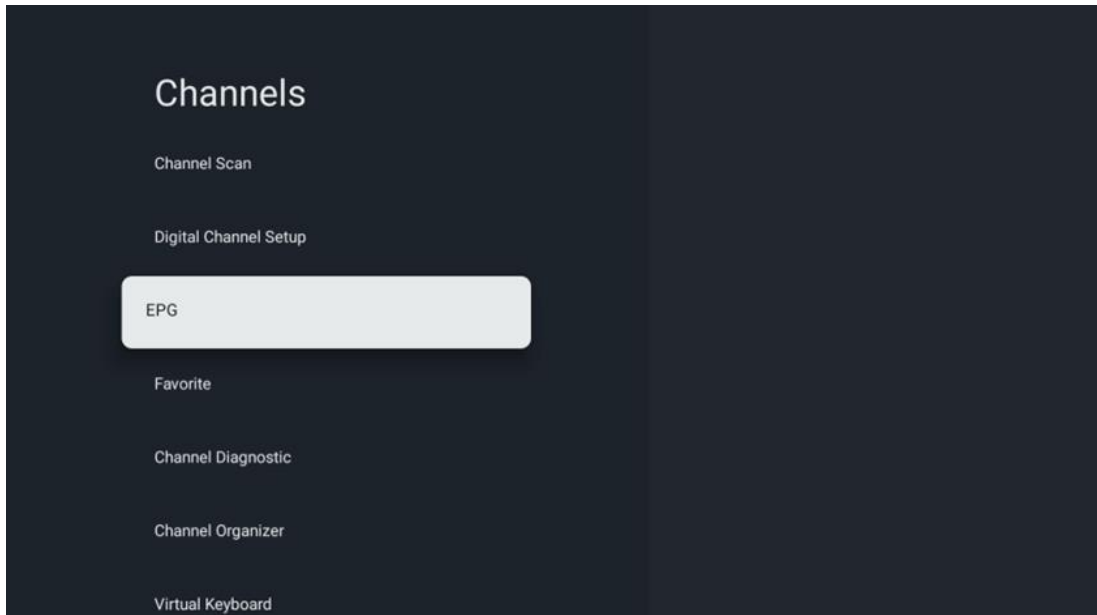 Channels
Channel Scan
Digital Channel Setup
EPG
Favorite
Channel Diagnostic
Channel Organizer
Virtual Keyboard